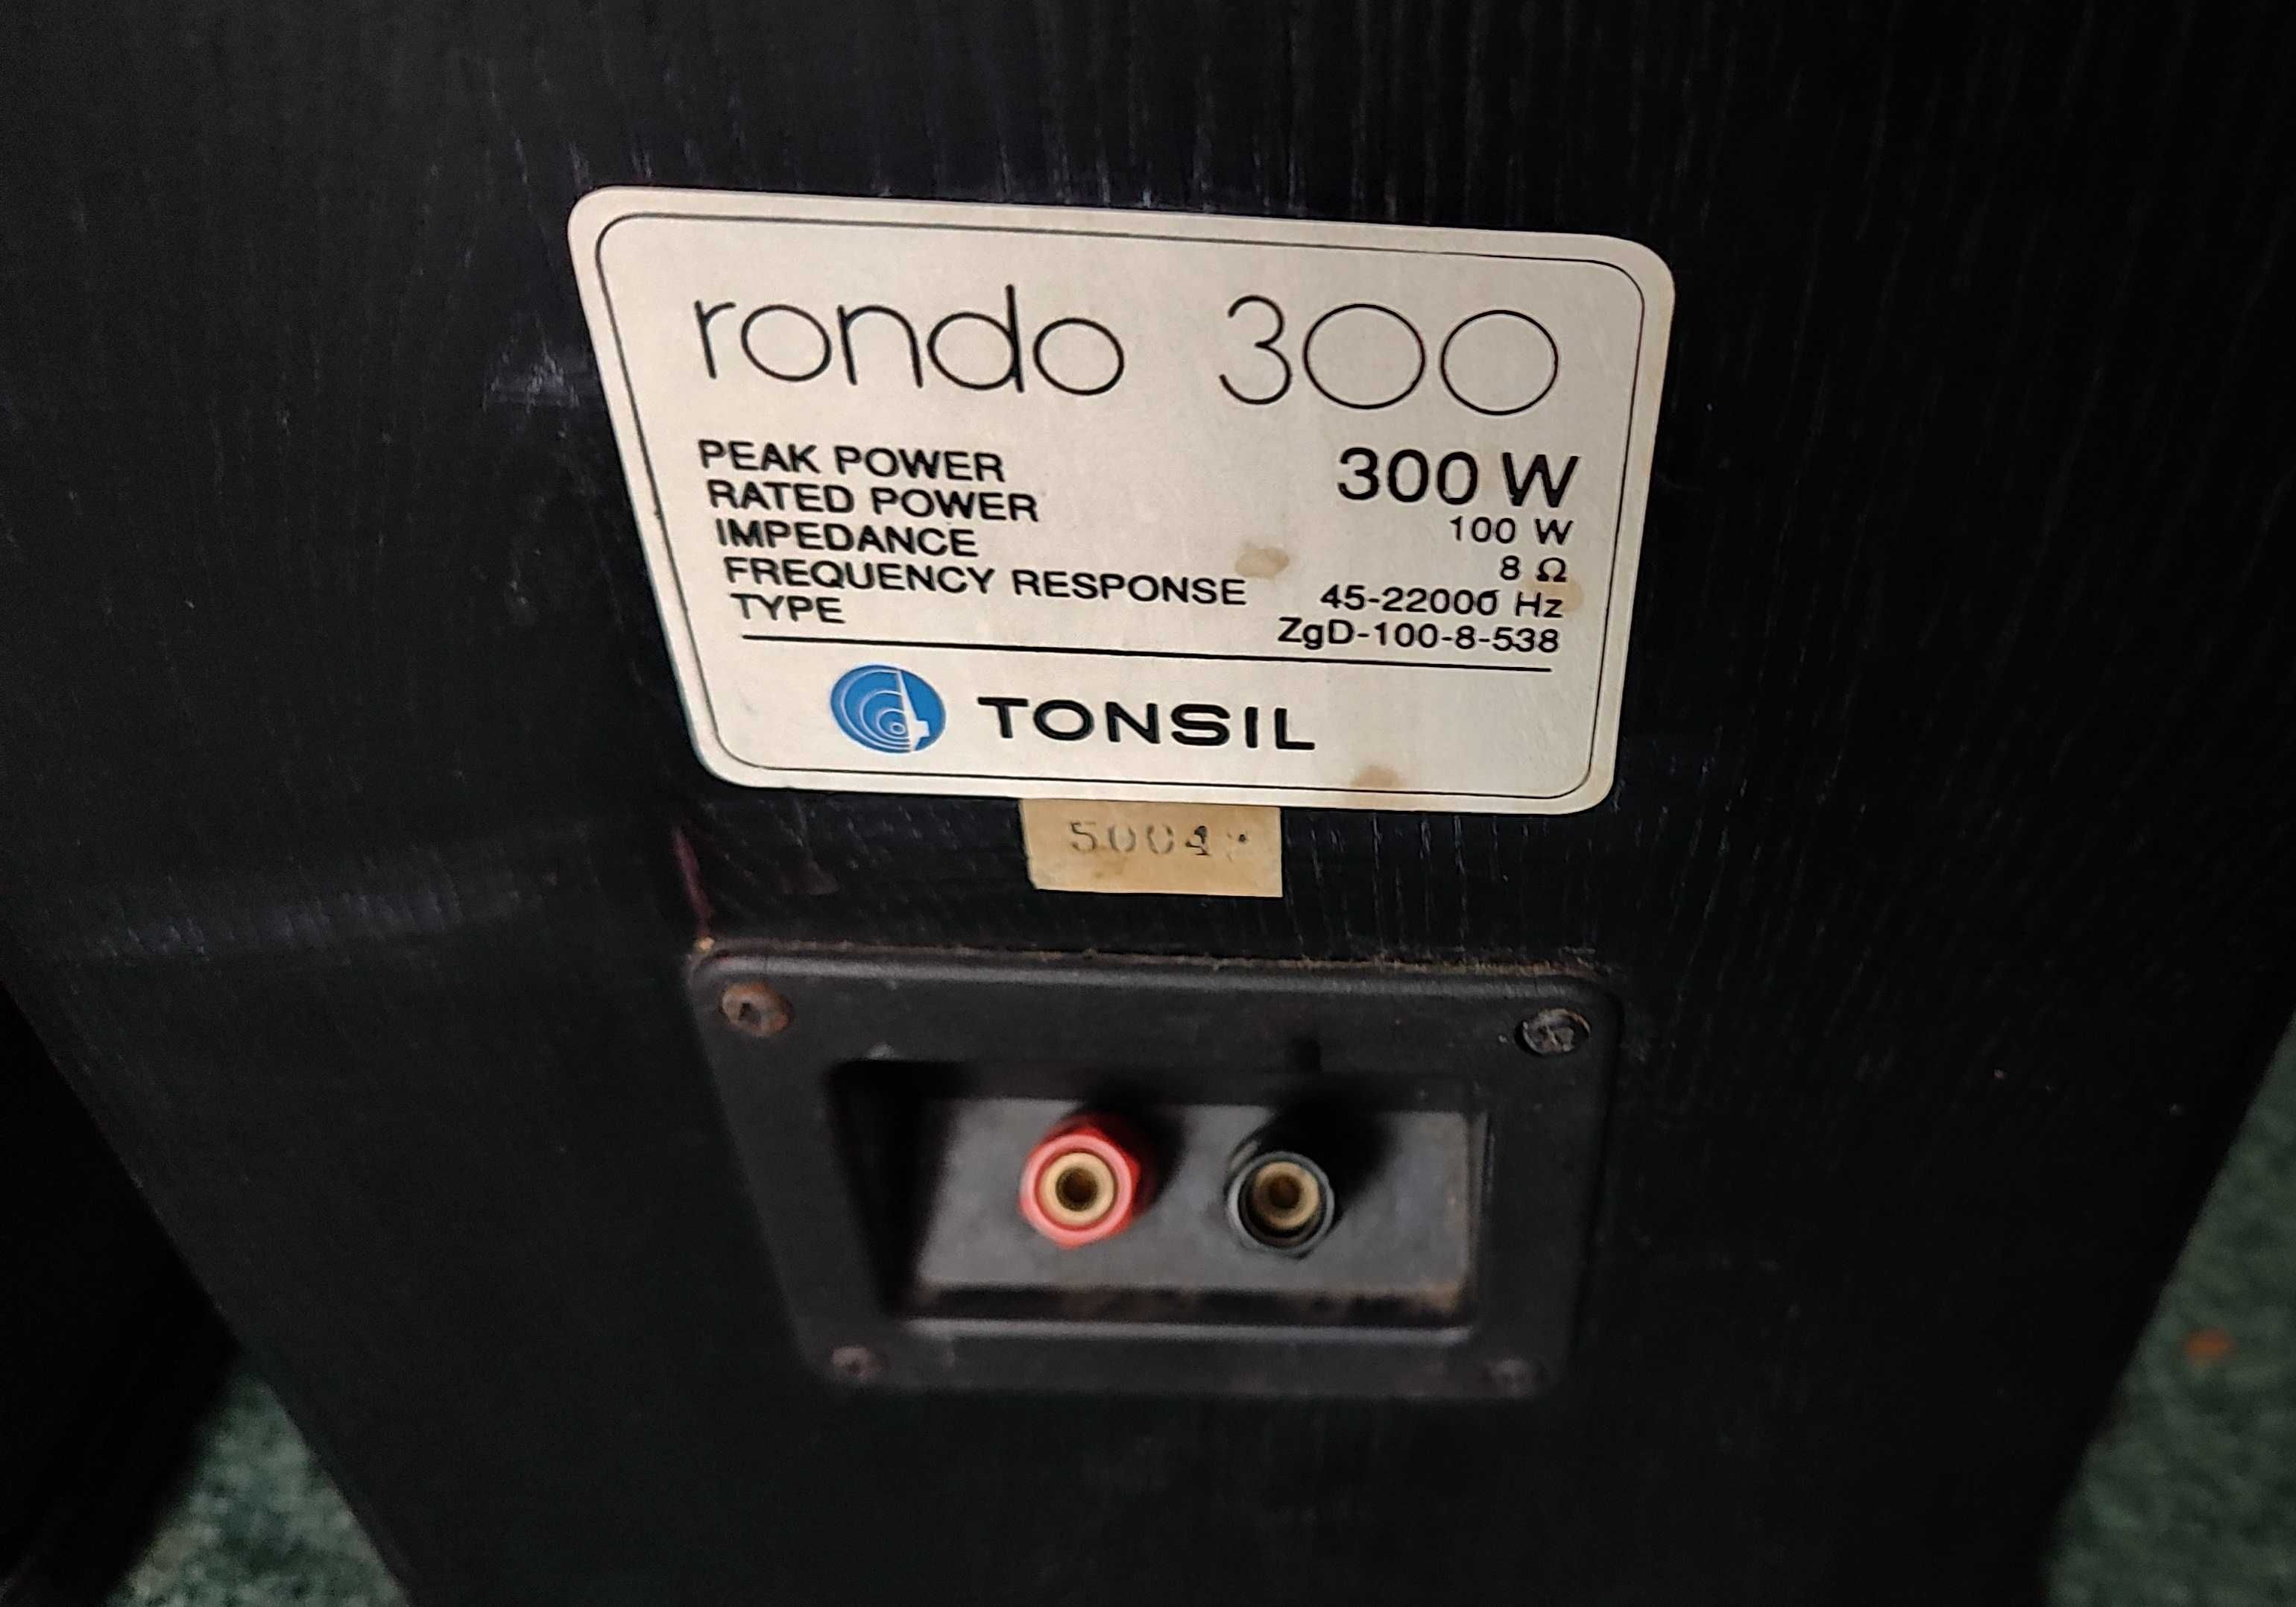 rondo 300
PEAK POWER 300 W
RATED POWER 100 W
IMPEDANCE 8 Ω
FREQUENCY RESPONSE 45-22000 Hz
TYPE ZgD-100-8-538
TONSIL